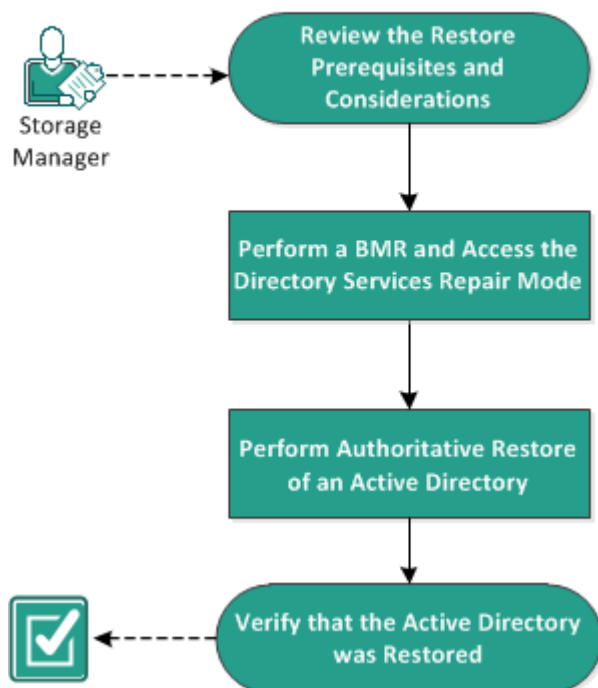 Review the Restore
Prerequisites and
Considerations
Storage
Manager
Perform a BMR and Access the
Directory Services Repair Mode
Perform Authoritative Restore
of an Active Directory
Verify that the Active Directory
was Restored